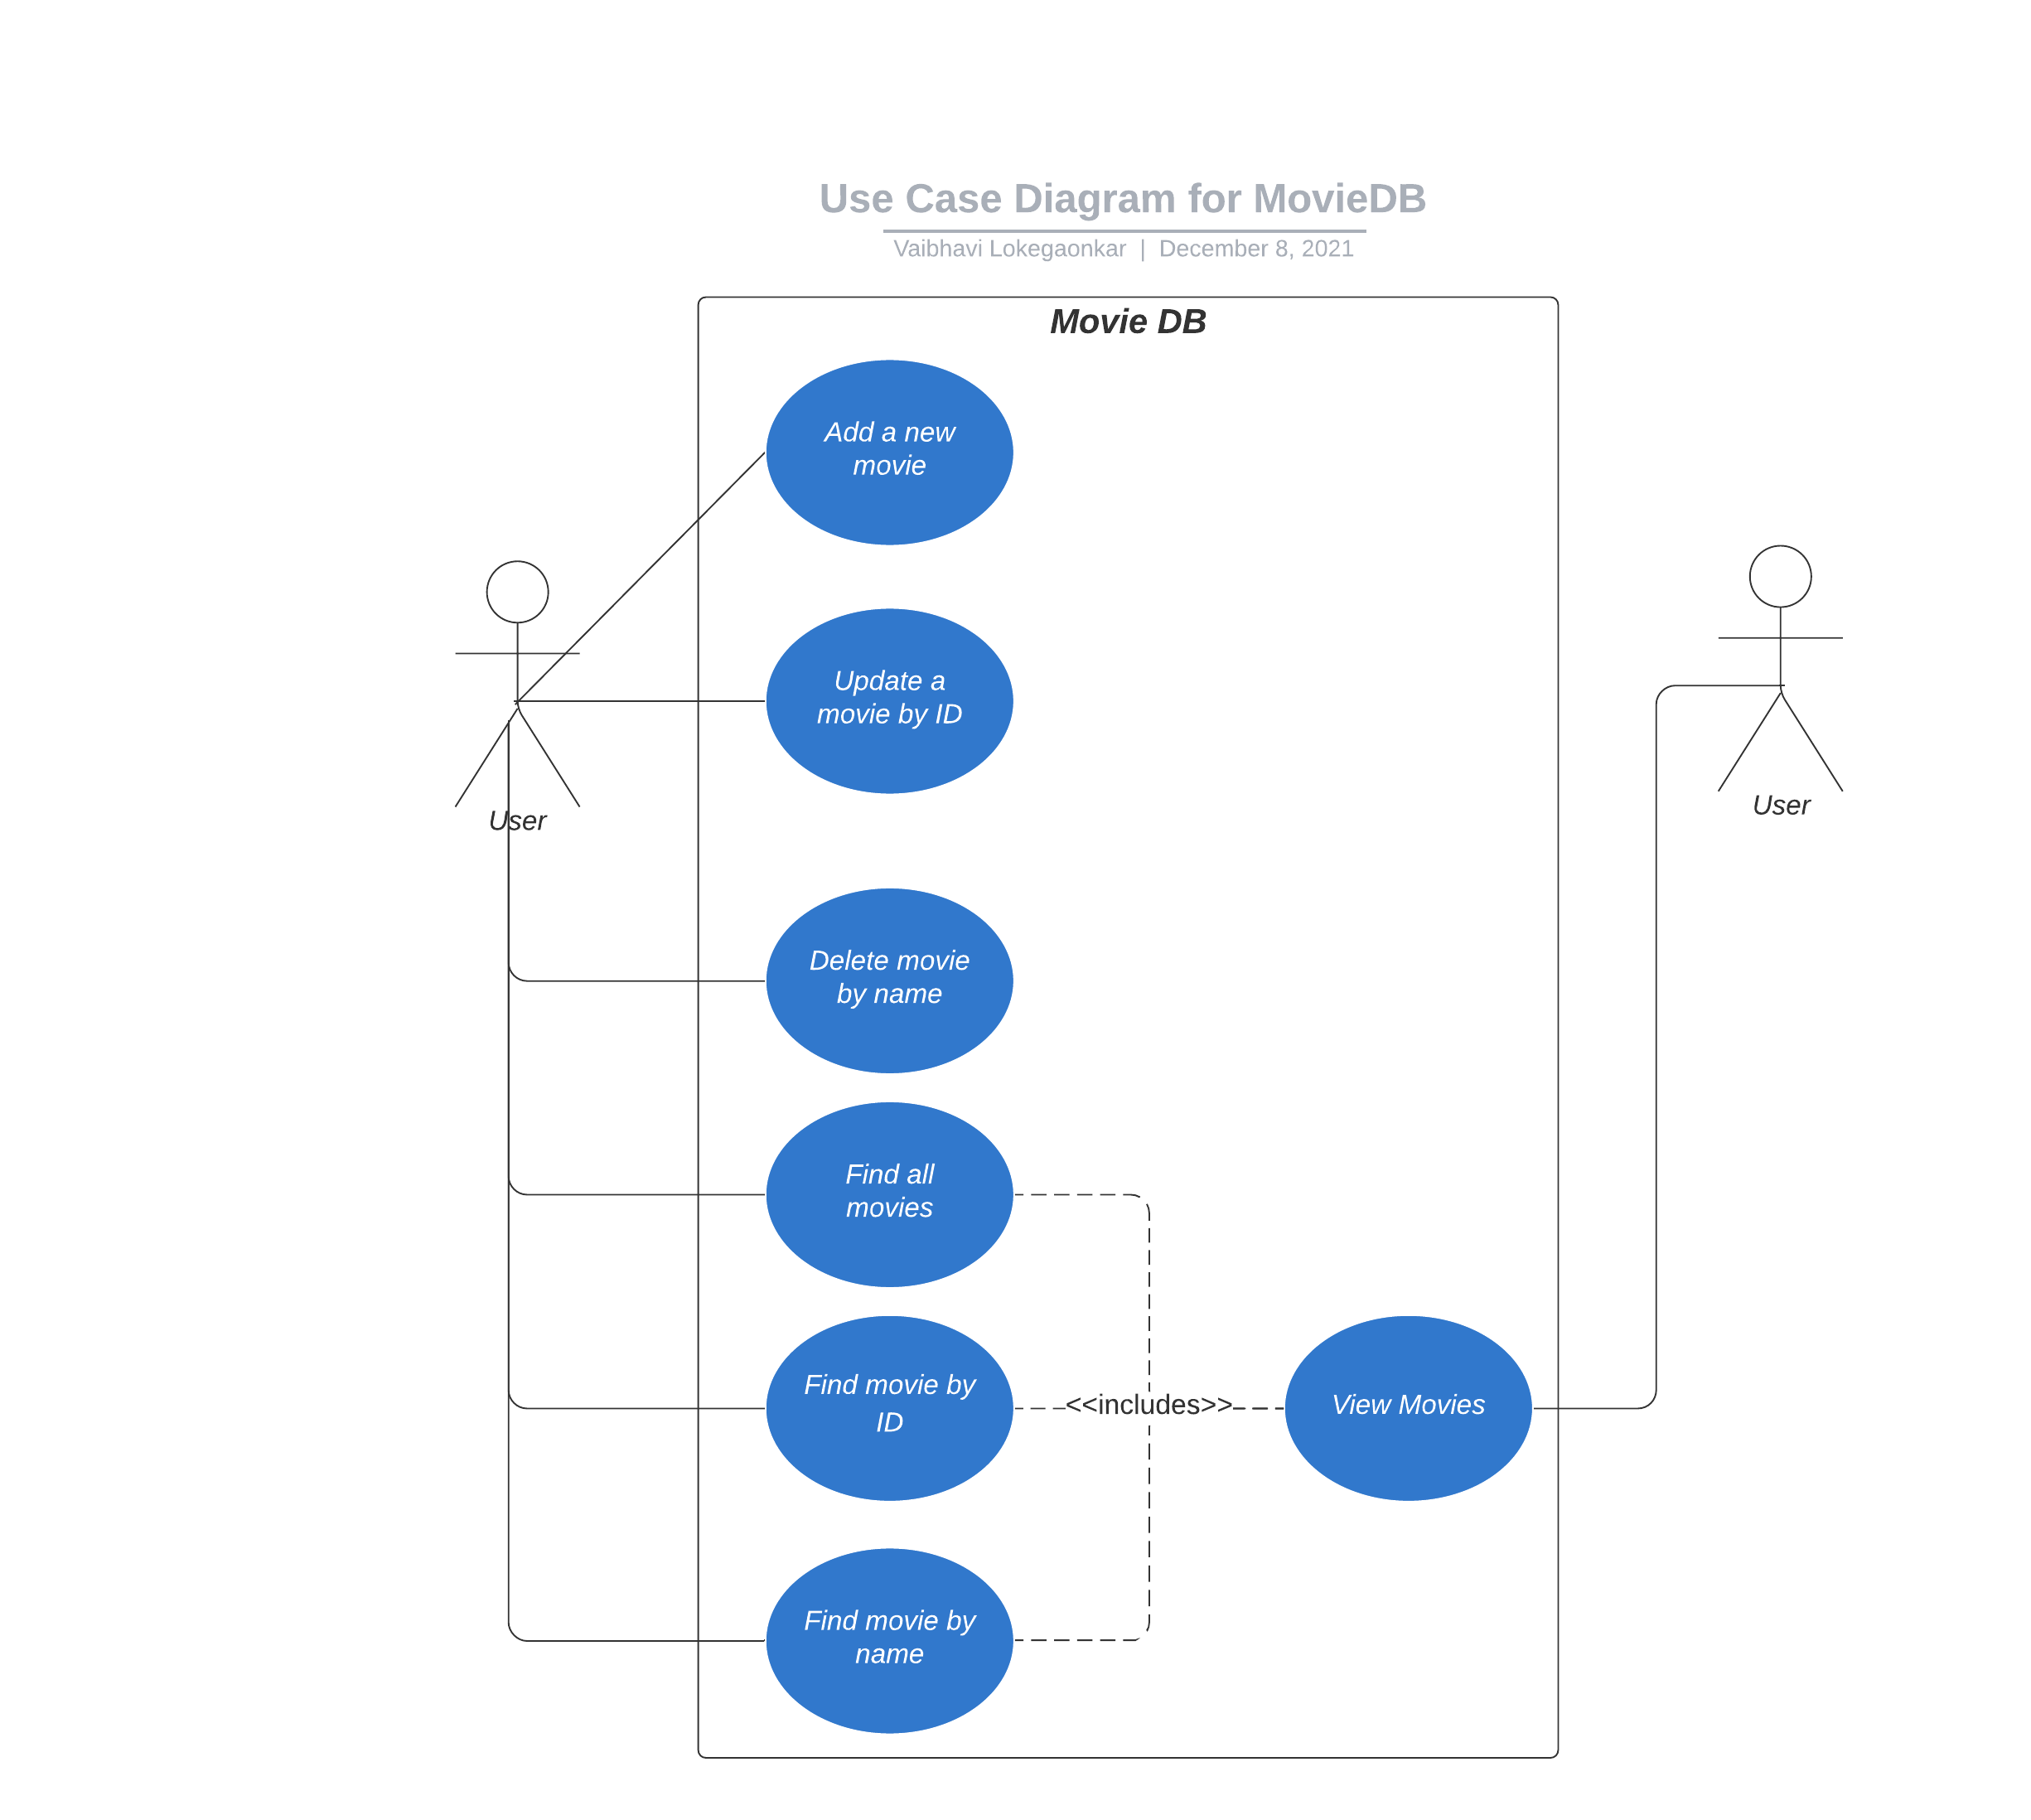 Use Case Diagram for MovieDB
Vaibhavi Lokegaonkar | December 8, 2021
Movie DB
Add a new
movie
Update a
movie by ID
User
User
Delete movie
by name
Find all
movies
Find movie by
ID
<<includes>>
View Movies
Find movie by
name